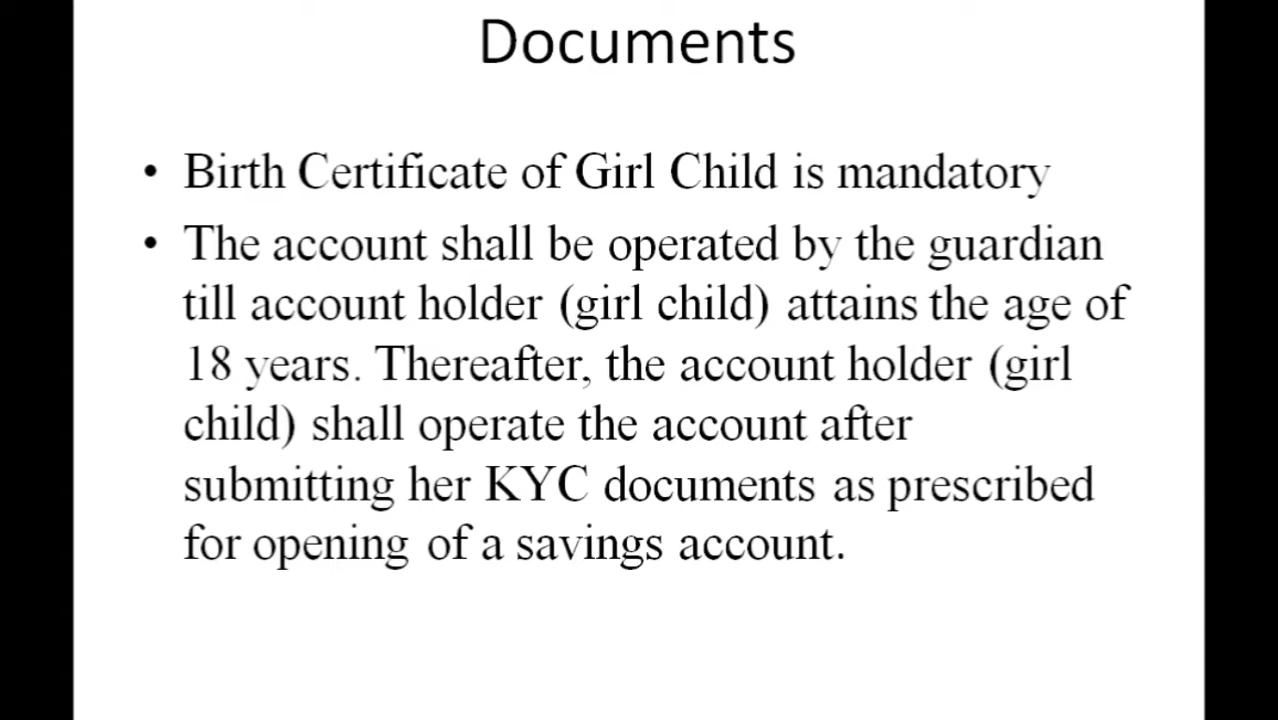 Documents
• Birth Certificate of Girl Child is mandatory
• The account shall be operated by the guardian
till account holder (girl child) attains the age of
18 years. Thereafter, the account holder (girl
child) shall operate the account after
submitting her KYC documents as prescribed
for opening of a savings account.